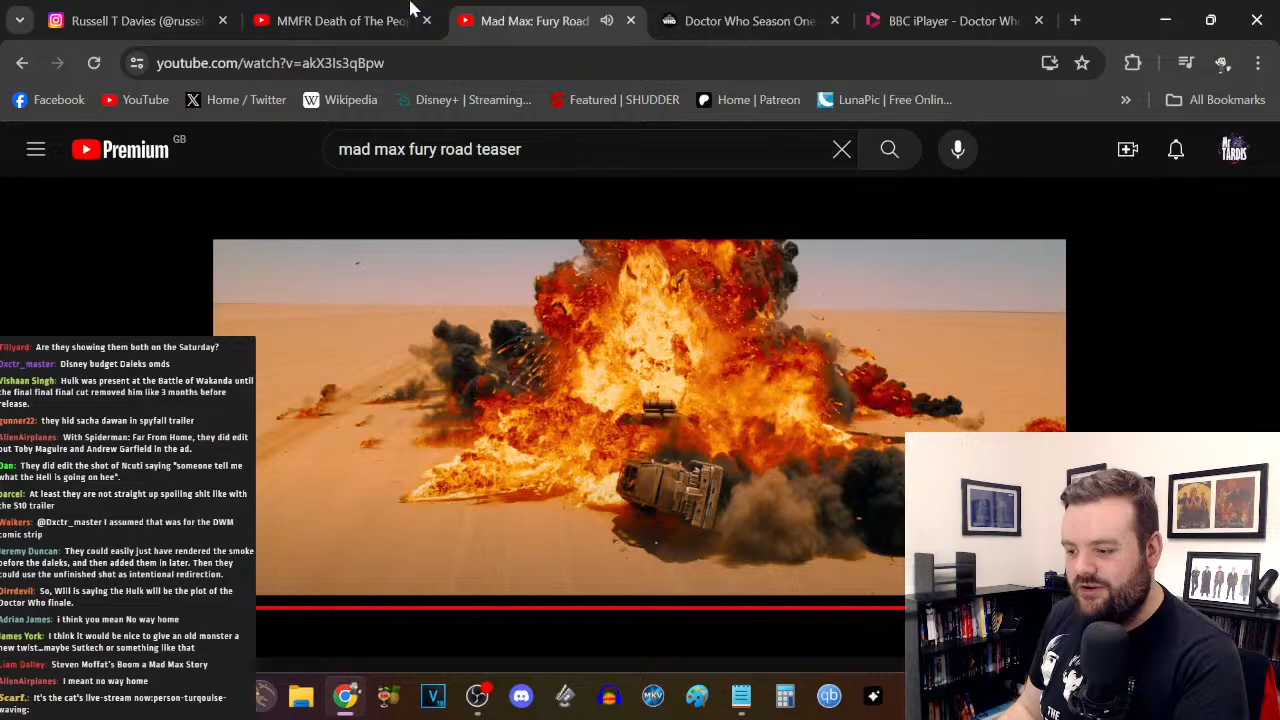 Russell T Davies (@russel
MMFR Death of The Peop
Mad Max: Fury Road
Doctor Who Season One
BBC iPlayer - Doctor Who
youtube.com/watch?v=akX3Is3qBpw
Facebook
YouTube
Home / Twitter
Wikipedia
Disney+ | Streaming...
Featured | SHUDDER
Home | Patreon
LunaPic | Free Onlin...
All Bookmarks
Premium
GB
mad max fury road teaser
Mr TARDIS
Tillyard: Are they showing them both on the Saturday?
Dxctr_master: Disney budget Daleks omds
Vishaan Singh: Hulk was present at the Battle of Wakanda until
the final final final cut removed him like 3 months before
release.
gunner22: they hid sacha dawan in spyfall trailer
AlienAirplanes: With Spiderman: Far From Home, they did edit
out Toby Maguire and Andrew Garfield in the ad.
Dan: They did edit the shot of Ncuti saying "someone tell me
what the Hell is going on hee".
parcel: At least they are not straight up spoiling shit like with
the S10 trailer
Walkers: @Dxctr_master I assumed that was for the DWM
comic strip
Jeremy Duncan: They could easily just have rendered the smoke
before the daleks, and then added them in later. Then they
could use the unfinished shot as intentional redirection.
Dirrdevil: So, Will is saying the Hulk will be the plot of the
Doctor Who finale.
Adrian James: i think you mean No way home
James York: I think it would be nice to give an old monster a
new twist...maybe Sutkech or something like that
Liam Dalley: Steven Moffat's Boom a Mad Max Story
AlienAirplanes: I meant no way home
Scarf.: It's the cat's live-stream now:person-turqoulse-
waving:
V
18
MKV
qb
THE